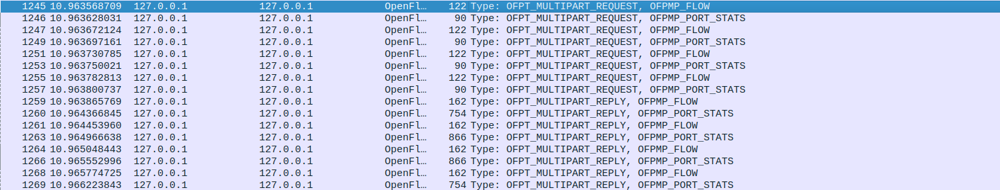 1245 10.963568709 127.0.0.1 127.0.0.1 OpenFl… 122 Type: OFPT_MULTIPART_REQUEST, OFPMP_FLOW
1246 10.963628031 127.0.0.1 127.0.0.1 OpenFl… 90 Type: OFPT_MULTIPART_REQUEST, OFPMP_PORT_STATS
1247 10.963672124 127.0.0.1 127.0.0.1 OpenFl… 122 Type: OFPT_MULTIPART_REQUEST, OFPMP_FLOW
1249 10.963697161 127.0.0.1 127.0.0.1 OpenFl… 90 Type: OFPT_MULTIPART_REQUEST, OFPMP_PORT_STATS
1251 10.963730785 127.0.0.1 127.0.0.1 OpenFl… 122 Type: OFPT_MULTIPART_REQUEST, OFPMP_FLOW
1253 10.963750021 127.0.0.1 127.0.0.1 OpenFl… 90 Type: OFPT_MULTIPART_REQUEST, OFPMP_PORT_STATS
1255 10.963782813 127.0.0.1 127.0.0.1 OpenFl… 122 Type: OFPT_MULTIPART_REQUEST, OFPMP_FLOW
1257 10.963800737 127.0.0.1 127.0.0.1 OpenFl… 90 Type: OFPT_MULTIPART_REQUEST, OFPMP_PORT_STATS
1259 10.963865769 127.0.0.1 127.0.0.1 OpenFl… 162 Type: OFPT_MULTIPART_REPLY, OFPMP_FLOW
1260 10.964366845 127.0.0.1 127.0.0.1 OpenFl… 754 Type: OFPT_MULTIPART_REPLY, OFPMP_PORT_STATS
1261 10.964453960 127.0.0.1 127.0.0.1 OpenFl… 162 Type: OFPT_MULTIPART_REPLY, OFPMP_FLOW
1263 10.964966638 127.0.0.1 127.0.0.1 OpenFl… 866 Type: OFPT_MULTIPART_REPLY, OFPMP_PORT_STATS
1264 10.965048443 127.0.0.1 127.0.0.1 OpenFl… 162 Type: OFPT_MULTIPART_REPLY, OFPMP_FLOW
1266 10.965552996 127.0.0.1 127.0.0.1 OpenFl… 866 Type: OFPT_MULTIPART_REPLY, OFPMP_PORT_STATS
1268 10.965774725 127.0.0.1 127.0.0.1 OpenFl… 162 Type: OFPT_MULTIPART_REPLY, OFPMP_FLOW
1269 10.966223843 127.0.0.1 127.0.0.1 OpenFl… 754 Type: OFPT_MULTIPART_REPLY, OFPMP_PORT_STATS